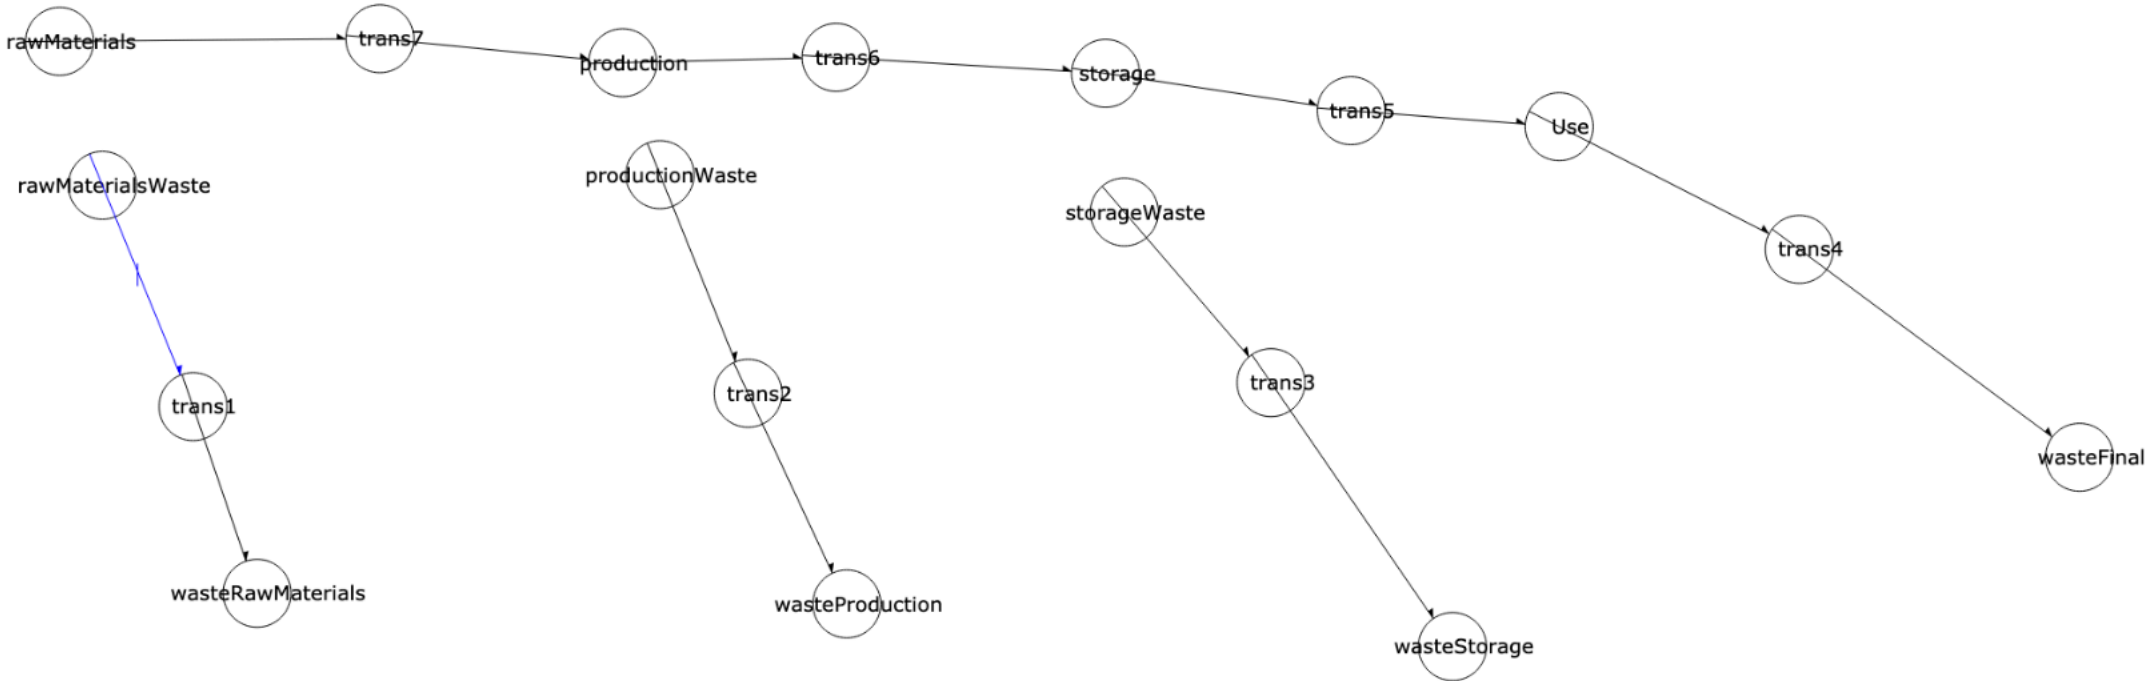 rawMaterials
trans7
production
trans6
storage
trans5
Use
rawMaterialsWaste
productionWaste
storageWaste
trans4
trans1
trans2
trans3
wasteFinal
wasteRawMaterials
wasteProduction
wasteStorage